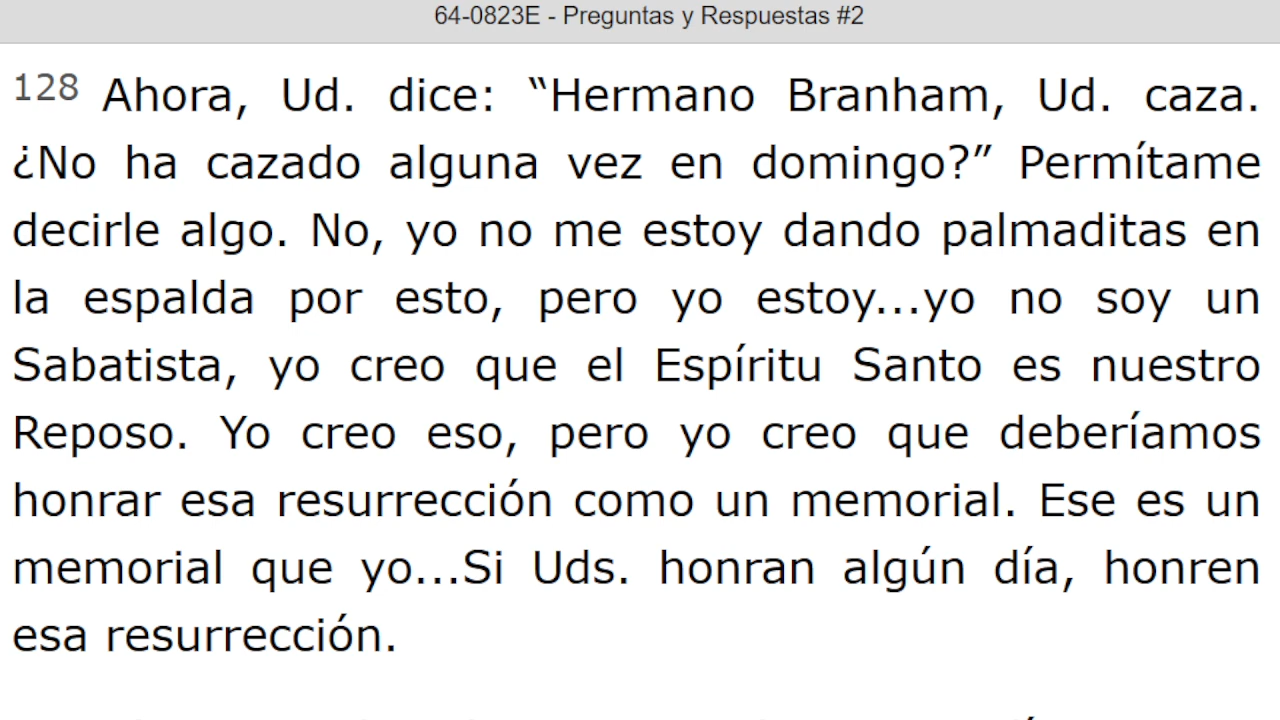 64-0823E - Preguntas y Respuestas #2
128 Ahora, Ud. dice: “Hermano Branham, Ud. caza.
¿No ha cazado alguna vez en domingo?” Permítame
decirle algo. No, yo no me estoy dando palmaditas en
la espalda por esto, pero yo estoy...yo no soy un
Sabatista, yo creo que el Espíritu Santo es nuestro
Reposo. Yo creo eso, pero yo creo que deberíamos
honrar esa resurrección como un memorial. Ese es un
memorial que yo...Si Uds. honran algún día, honren
esa resurrección.